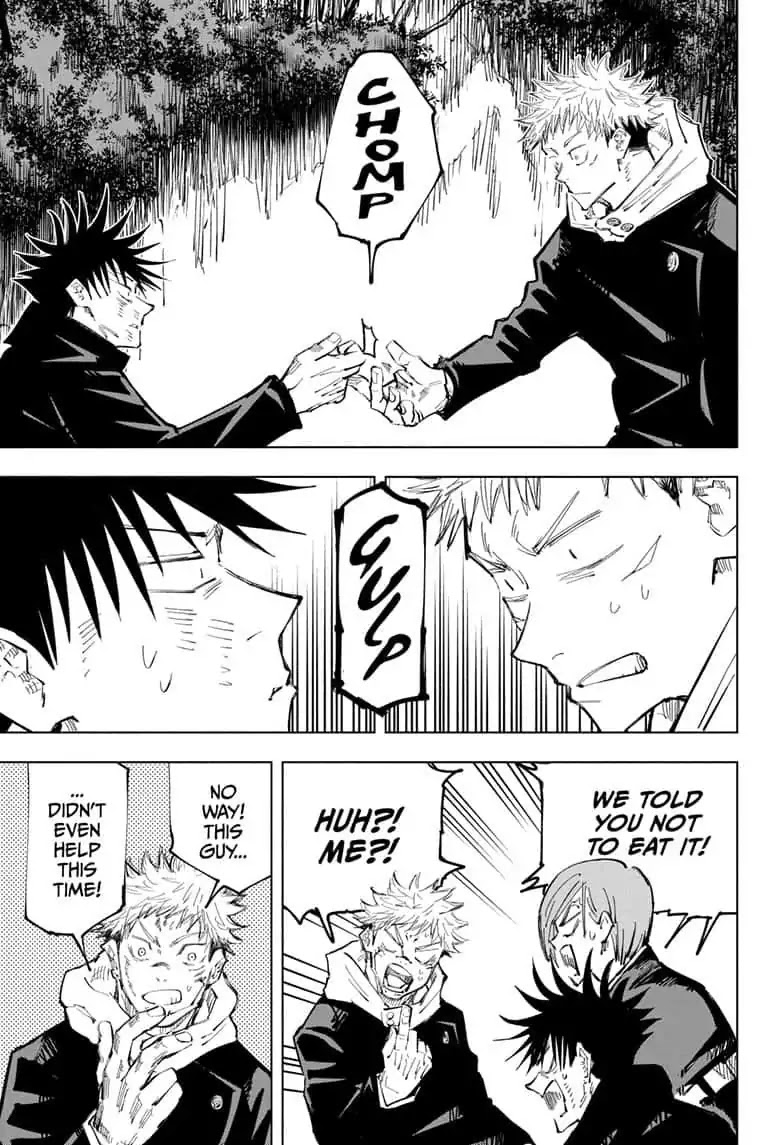 CHOMP
GULP
WE TOLD
YOU NOT
TO EAT IT!
HUH?!
ME?!
NO
WAY!
THIS
GUY...
...
DIDN'T
EVEN
HELP
THIS
TIME!